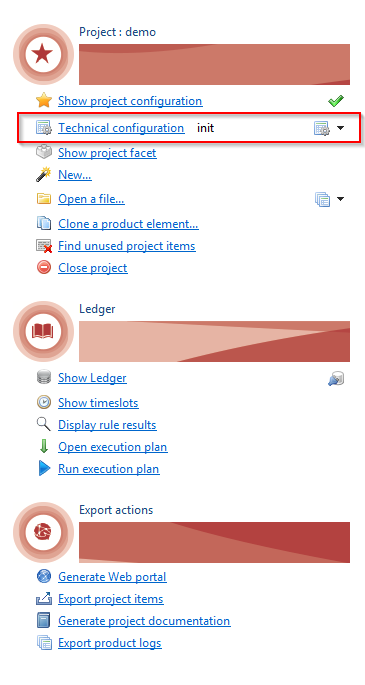 Project : demo
Show project configuration
Technical configuration init
Show project facet
New...
Open a file...
Clone a product element...
Find unused project items
Close project
Ledger
Show Ledger
Show timeslots
Display rule results
Open execution plan
Run execution plan
Export actions
Generate Web portal
Export project items
Generate project documentation
Export product logs